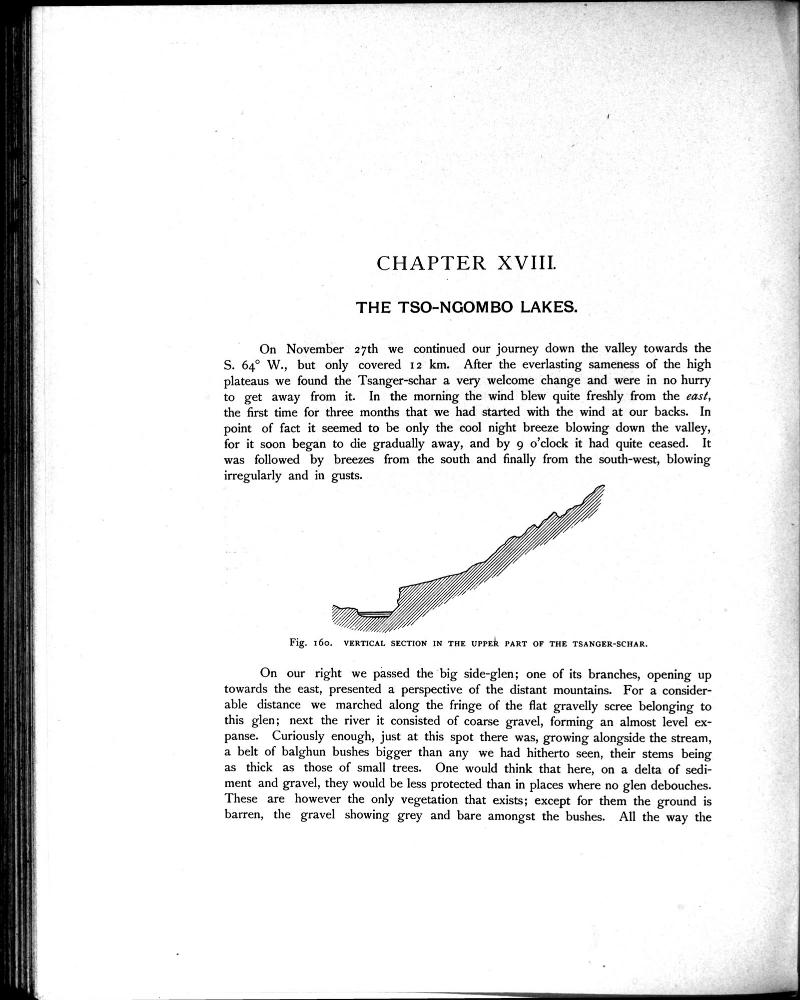 CHAPTER XVIII.
THE TSO-NGOMBO LAKES.
On November 27th we continued our journey down the valley towards the
S. 64° W., but only covered 12 km. After the everlasting sameness of the high
plateaus we found the Tsanger-schar a very welcome change and were in no hurry
to get away from it. In the morning the wind blew quite freshly from the east,
the first time for three months that we had started with the wind at our backs. In
point of fact it seemed to be only the cool night breeze blowing down the valley,
for it soon began to die gradually away, and by 9 o'clock it had quite ceased. It
was followed by breezes from the south and finally from the south-west, blowing
irregularly and in gusts.
Fig. 160. VERTICAL SECTION IN THE UPPER PART OF THE TSANGER-SCHAR.
On our right we passed the big side-glen; one of its branches, opening up
towards the east, presented a perspective of the distant mountains. For a consider-
able distance we marched along the fringe of the flat gravelly scree belonging to
this glen; next the river it consisted of coarse gravel, forming an almost level ex-
panse. Curiously enough, just at this spot there was, growing alongside the stream,
a belt of balghun bushes bigger than any we had hitherto seen, their stems being
as thick as those of small trees. One would think that here, on a delta of sedi-
ment and gravel, they would be less protected than in places where no glen debouches.
These are however the only vegetation that exists; except for them the ground is
barren, the gravel showing grey and bare amongst the bushes. All the way the